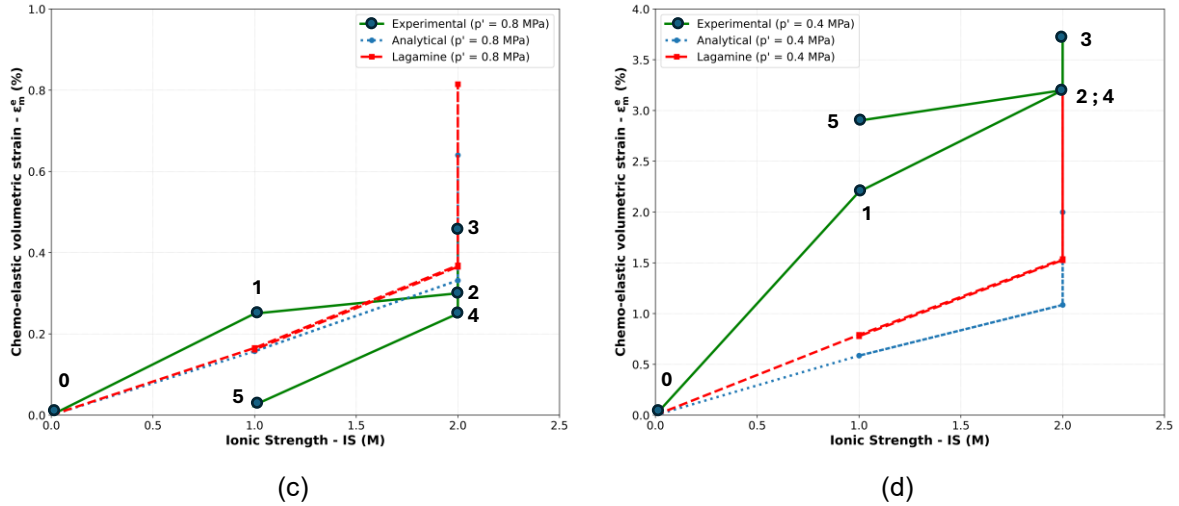 Experimental (p' = 0.8 MPa)
Analytical (p' = 0.8 MPa)
Lagamine (p' = 0.8 MPa)
Chemo-elastic volumetric strain - εᵉₘ (%)
1.0
0.8
0.6
0.4
0.2
0.0
0
1
2
3
4
5
0.0 0.5 1.0 1.5 2.0 2.5
Ionic Strength - IS (M)
(c)
Experimental (p' = 0.4 MPa)
Analytical (p' = 0.4 MPa)
Lagamine (p' = 0.4 MPa)
Chemo-elastic volumetric strain - εᵉₘ (%)
4.0
3.5
3.0
2.5
2.0
1.5
1.0
0.5
0.0
0
1
2 ; 4
3
5
0.0 0.5 1.0 1.5 2.0 2.5
Ionic Strength - IS (M)
(d)